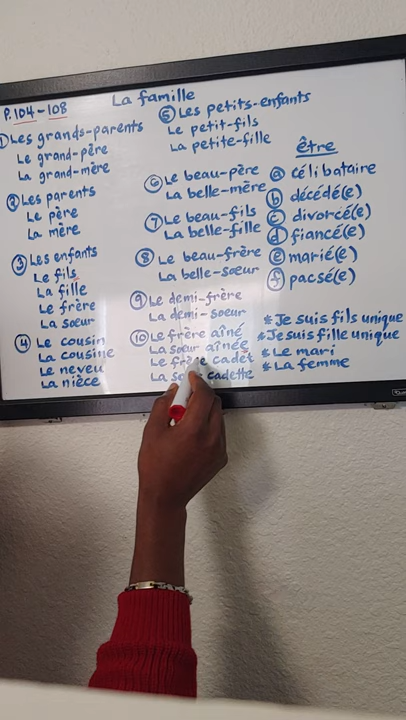 P. 104 - 108
La famille
① Les grands-parents
Le grand-père
La grand-mère
② Les parents
Le père
La mère
③ Les enfants
Le fils
La fille
Le frère
La soeur
④ Le cousin
La cousine
Le neveu
La nièce
⑤ Les petits-enfants
Le petit-fils
La petite-fille
⑥ Le beau-père
La belle-mère
⑦ Le beau-fils
La belle-fille
⑧ Le beau-frère
La belle-soeur
⑨ Le demi-frère
La demi-soeur
⑩ Le frère aîné
La soeur aînée
Le frère cadet
La cadette
être
ⓐ célibataire
ⓑ décédé(e)
ⓒ divorcé(e)
ⓓ fiancé(e)
ⓔ marié(e)
ⓕ pacsé(e)
* Je suis fils unique
* Je suis fille unique
* Le mari
* La femme